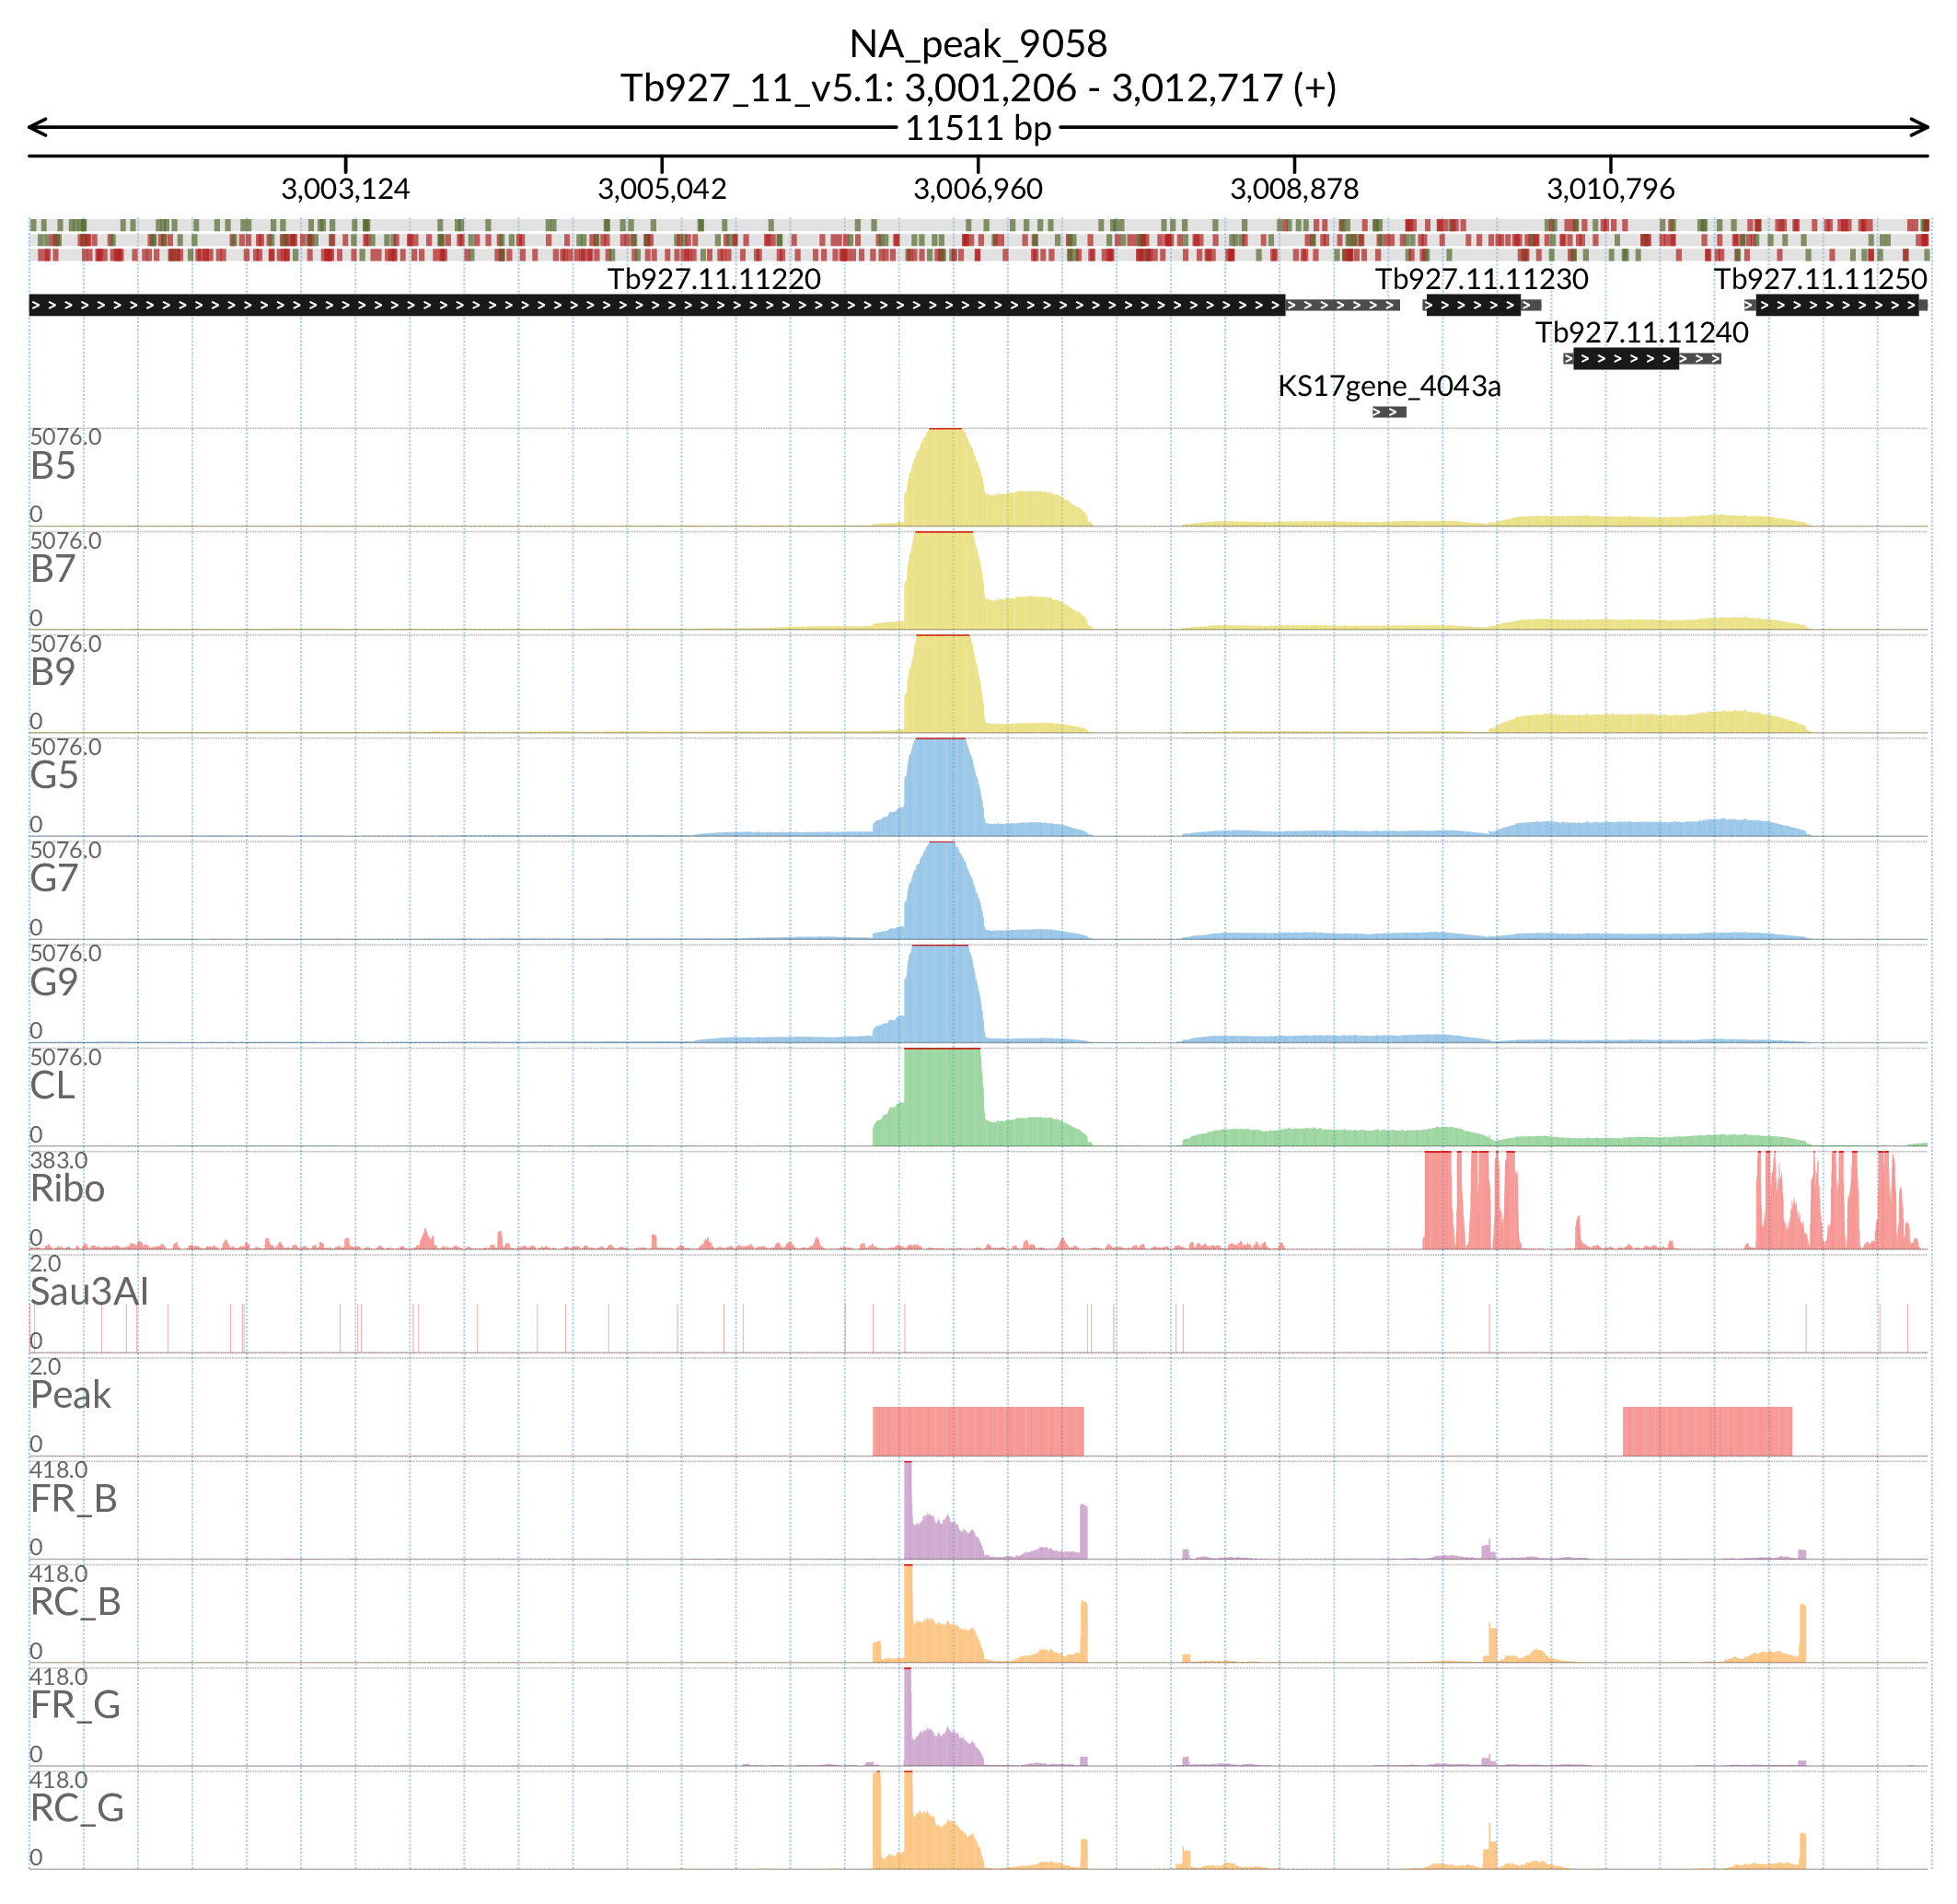 NA_peak_9058
Tb927_11_v5.1: 3,001,206 - 3,012,717 (+)
11511 bp
3,003,124 3,005,042 3,006,960 3,008,878 3,010,796
Tb927.11.11220 Tb927.11.11230 Tb927.11.11250
Tb927.11.11240
KS17gene_4043a
5076.0
B5
0
5076.0
B7
0
5076.0
B9
0
5076.0
G5
0
5076.0
G7
0
5076.0
G9
0
5076.0
CL
0
383.0
Ribo
0
2.0
Sau3AI
0
2.0
Peak
0
418.0
FR_B
0
418.0
RC_B
0
418.0
FR_G
0
418.0
RC_G
0